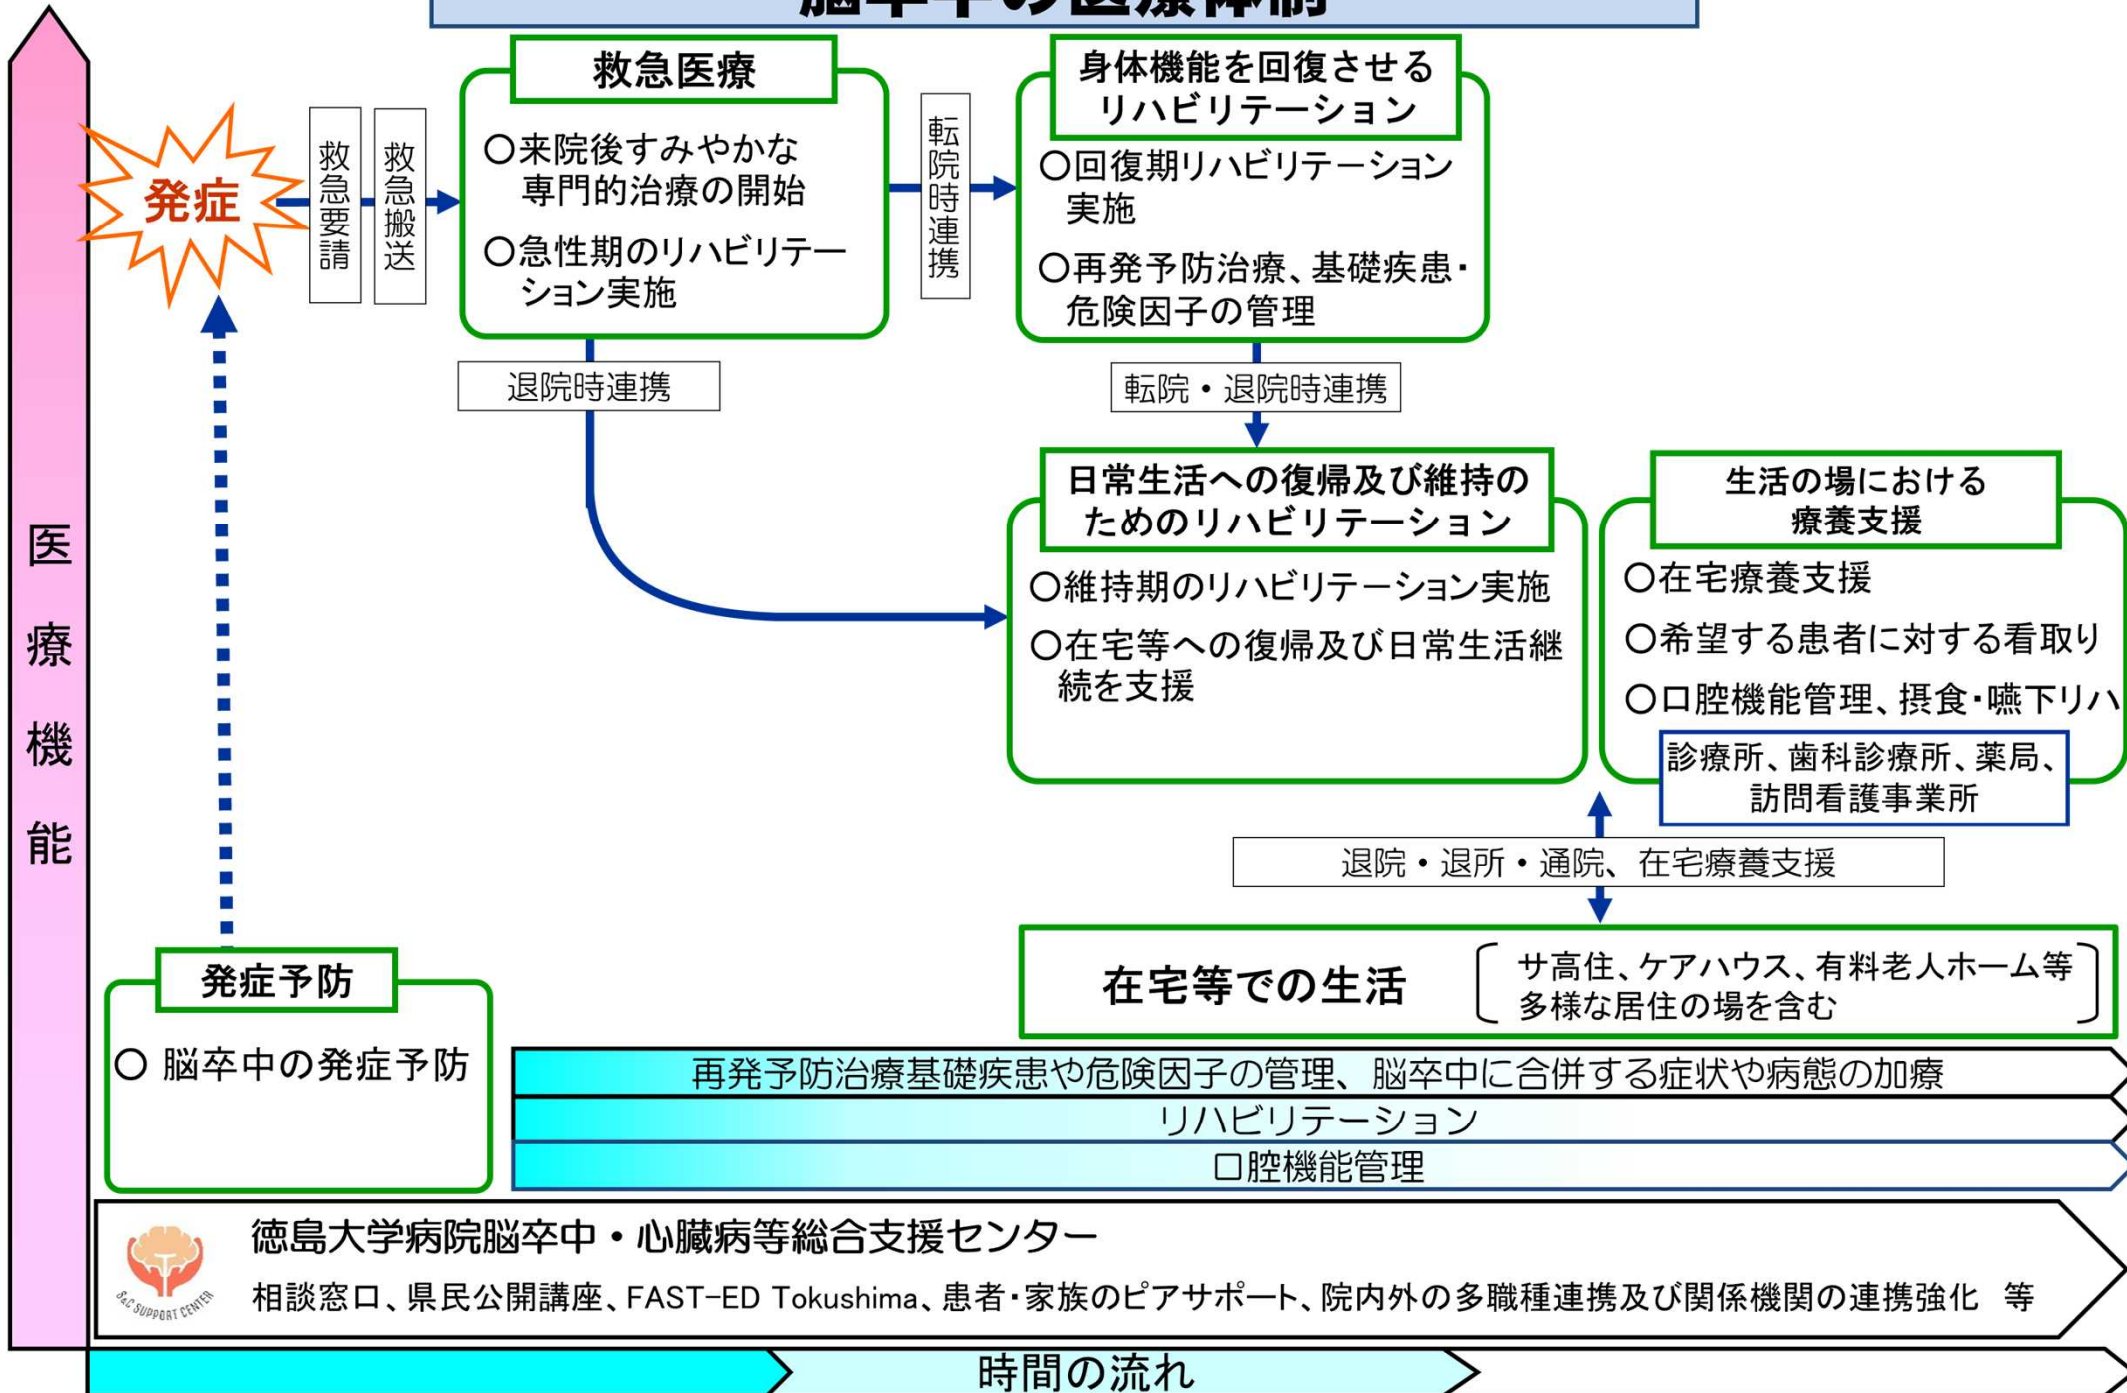 脳卒中の医療体制
救急医療
〇来院後すみやかな
専門的治療の開始
〇急性期のリハビリテー
ション実施
身体機能を回復させる
リハビリテーション
〇回復期リハビリテーション
実施
〇再発予防治療、基礎疾患・
危険因子の管理
発症
救急要請
救急搬送
転院時連携
退院時連携
転院・退院時連携
日常生活への復帰及び維持の
ためのリハビリテーション
〇維持期のリハビリテーション実施
〇在宅等への復帰及び日常生活継
続を支援
生活の場における
療養支援
〇在宅療養支援
〇希望する患者に対する看取り
〇口腔機能管理、摂食・嚥下リハ
診療所、歯科診療所、薬局、
訪問看護事業所
退院・退所・通院、在宅療養支援
在宅等での生活
サ高住、ケアハウス、有料老人ホーム等
多様な居住の場を含む
医療機能
発症予防
〇 脳卒中の発症予防
再発予防治療基礎疾患や危険因子の管理、脳卒中に合併する症状や病態の加療
リハビリテーション
口腔機能管理
徳島大学病院脳卒中・心臓病等総合支援センター
相談窓口、県民公開講座、FAST-ED Tokushima、患者・家族のピアサポート、院内外の多職種連携及び関係機関の連携強化 等
S&C SUPPORT CENTER
時間の流れ